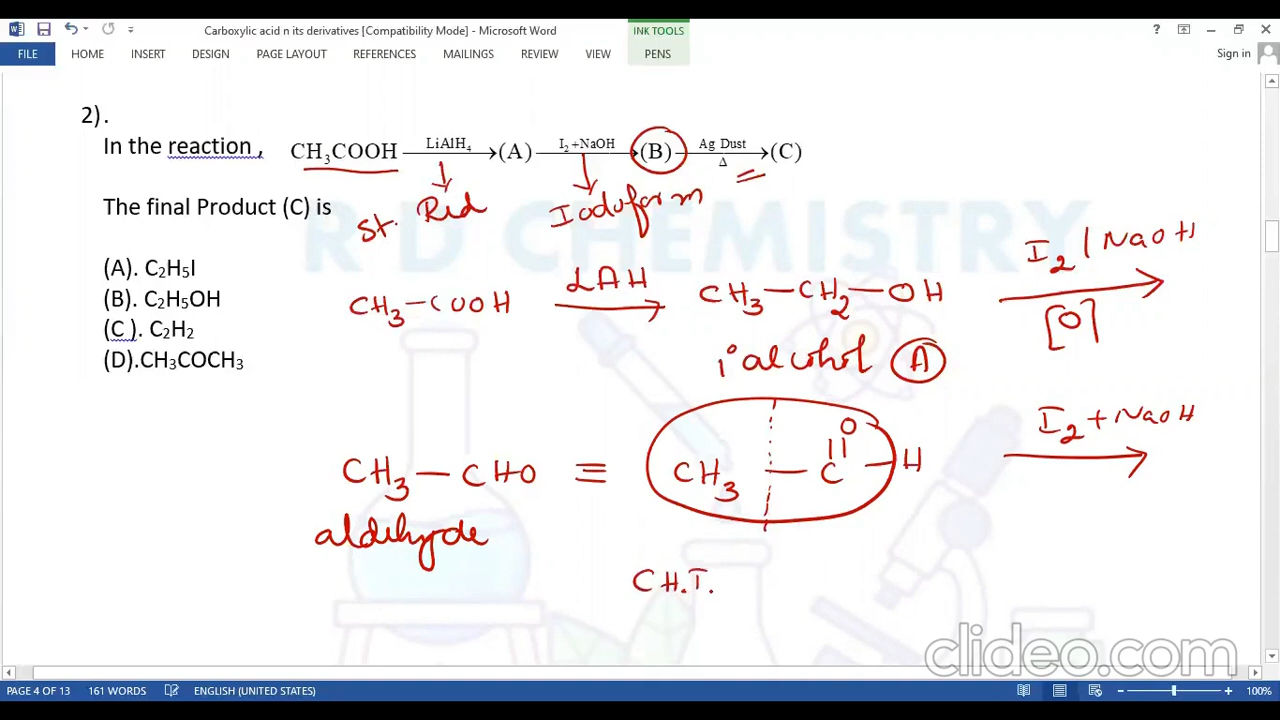 Carboxylic acid n its derivatives [Compatibility Mode] - Microsoft Word
INK TOOLS
? 
Sign in
FILE HOME INSERT DESIGN PAGE LAYOUT REFERENCES MAILINGS REVIEW VIEW PENS
2).
In the reaction , CH3COOH LiAlH4 (A) I2+NaOH (B) Ag Dust Δ (C)
The final Product (C) is
St. Red Iodoform
R D CHEMISTRY
(A). C2H5I
(B). C2H5OH
(C ). C2H2
(D).CH3COCH3
CH3-COOH LAH CH3-CH2-OH I2/NaOH [O]
1° alcohol A
CH3-CHO ≡ CH3-C-H O I2+NaOH
aldehyde
CH.I.
clideo.com
PAGE 4 OF 13 161 WORDS ENGLISH (UNITED STATES) 100%